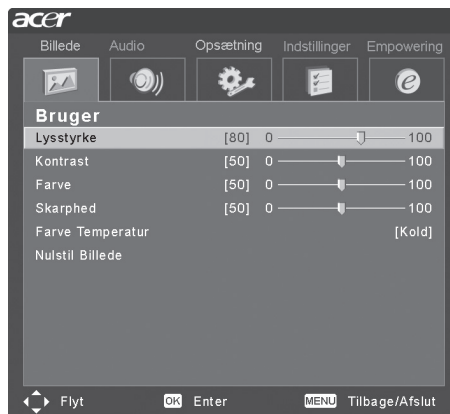 acer
Billede Audio Opsætning Indstillinger Empowering
e
Bruger
Lysstyrke [80] 0 100
Kontrast [50] 0 100
Farve [50] 0 100
Skarphed [50] 0 100
Farve Temperatur [Kold]
Nulstil Billede
Flyt OK Enter MENU Tilbage/Afslut